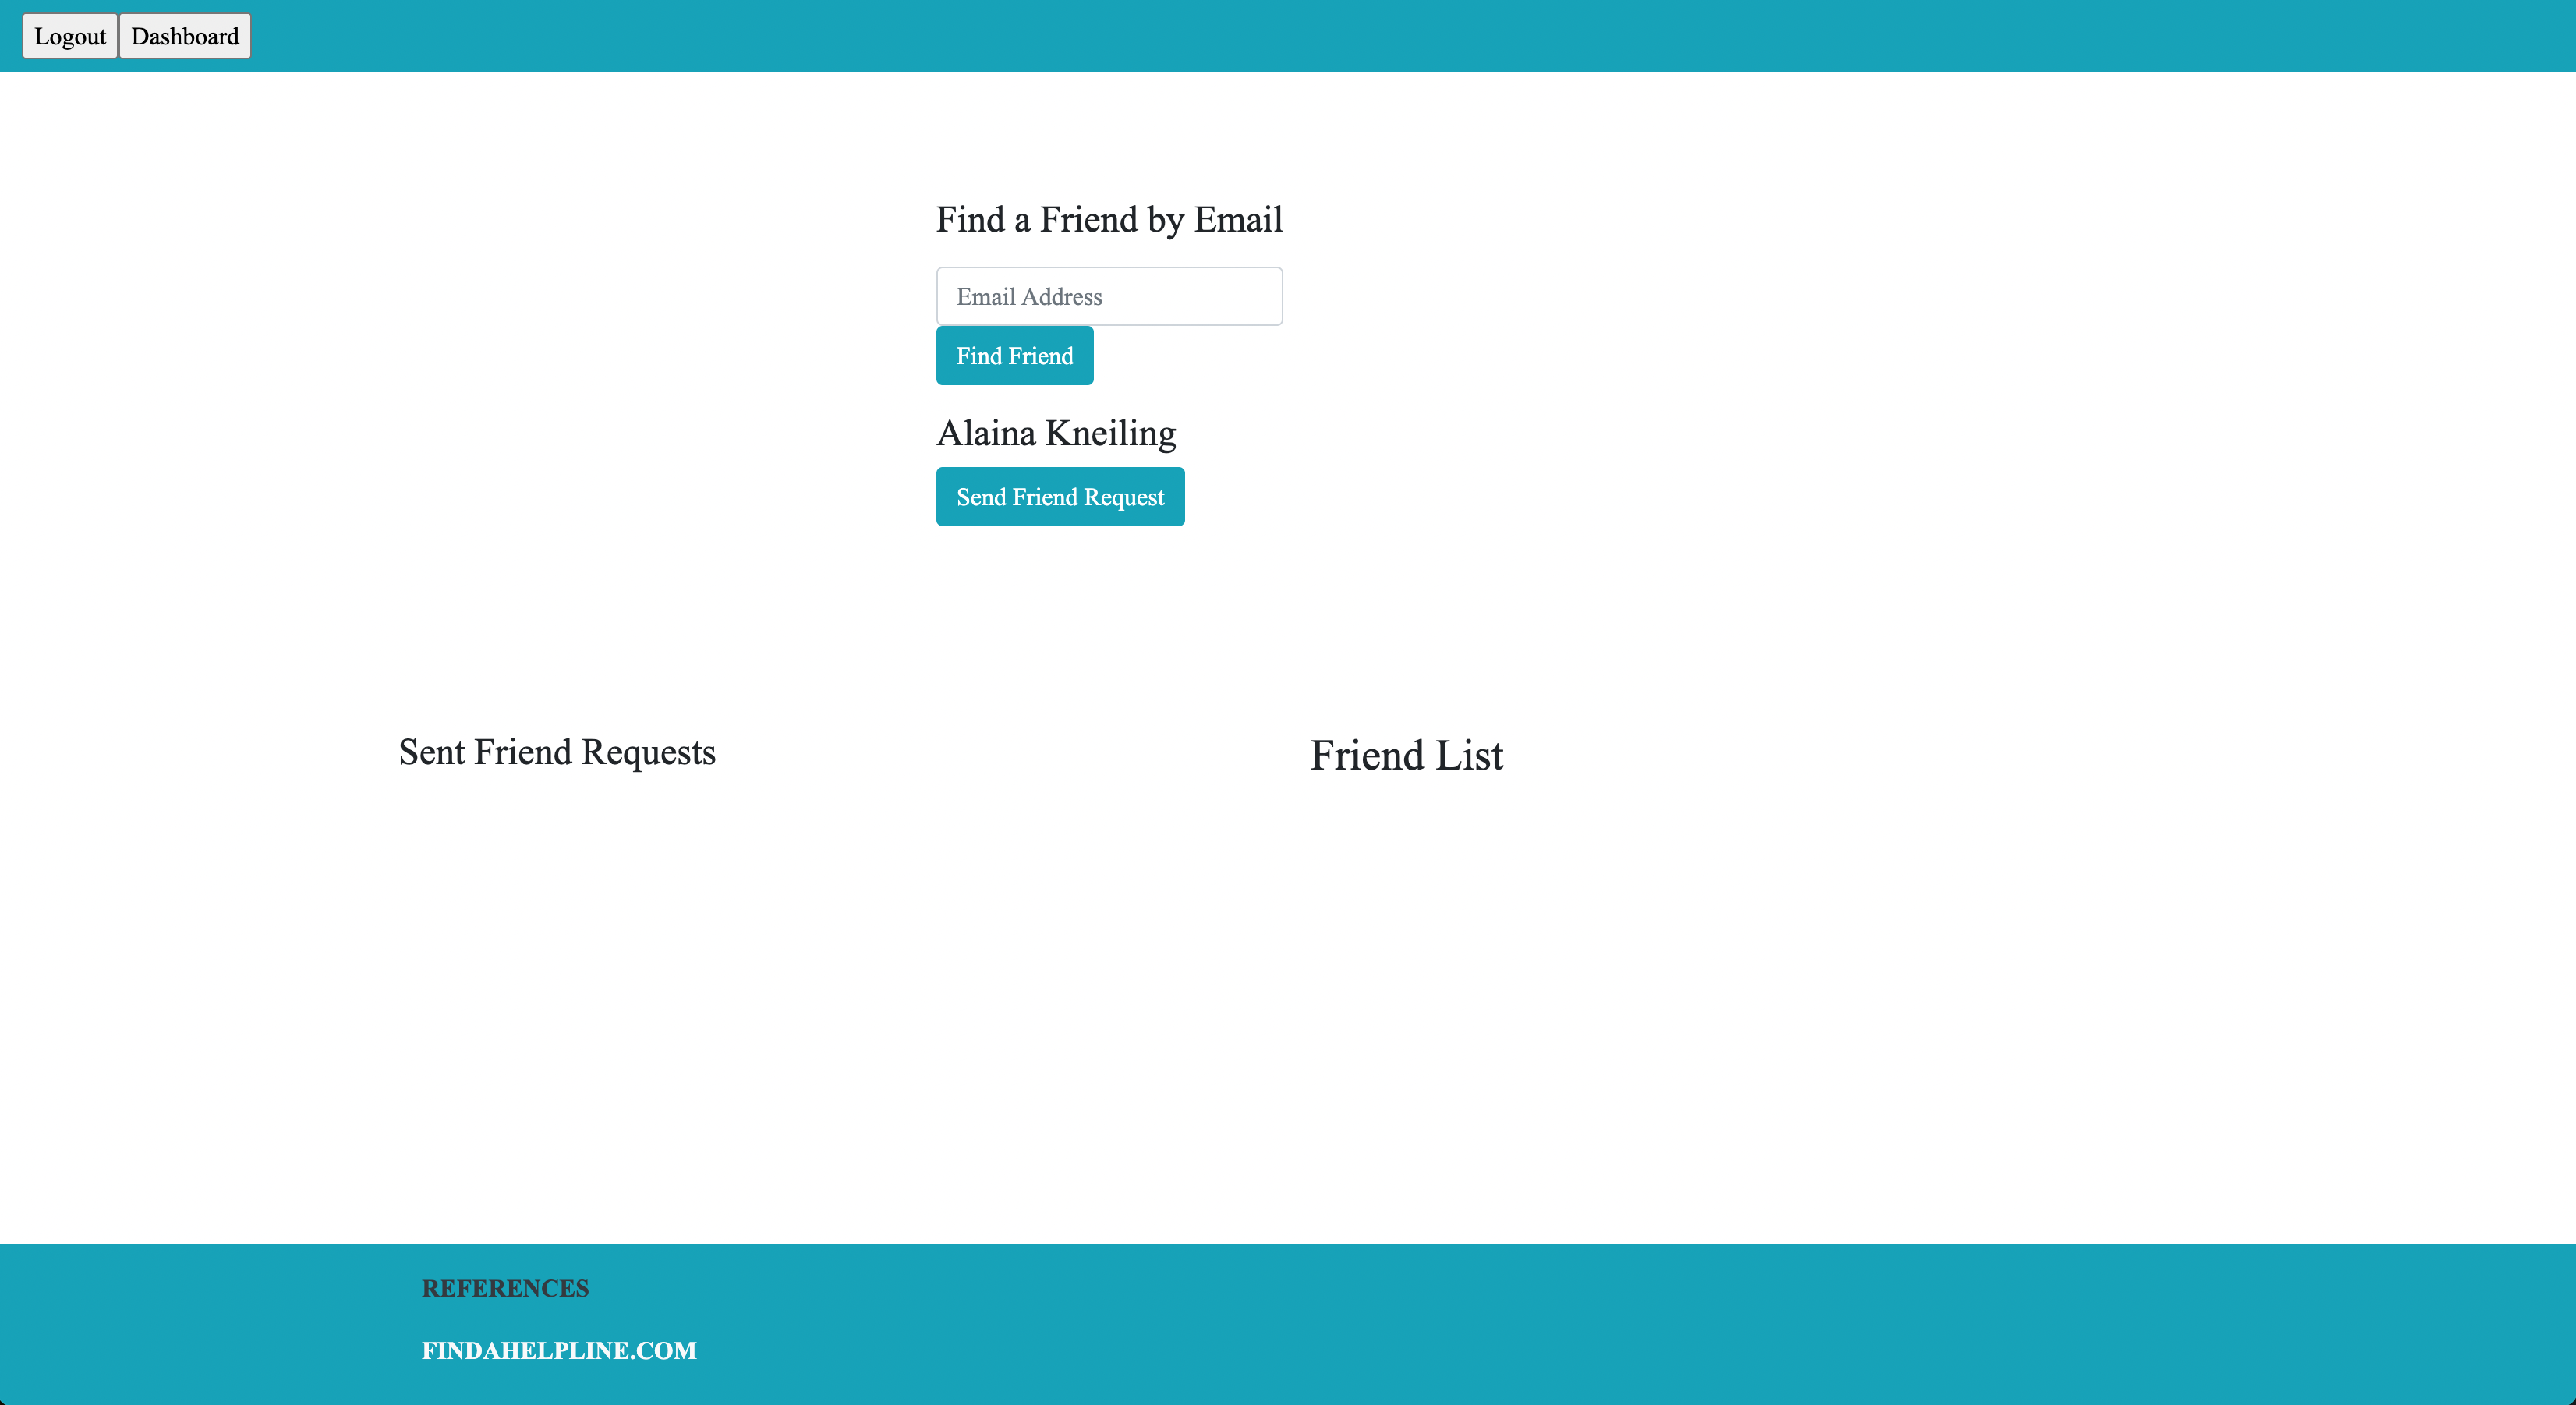 Logout Dashboard
Find a Friend by Email
Email Address
Find Friend
Alaina Kneiling
Send Friend Request
Sent Friend Requests
Friend List
REFERENCES
FINDAHELPLINE.COM